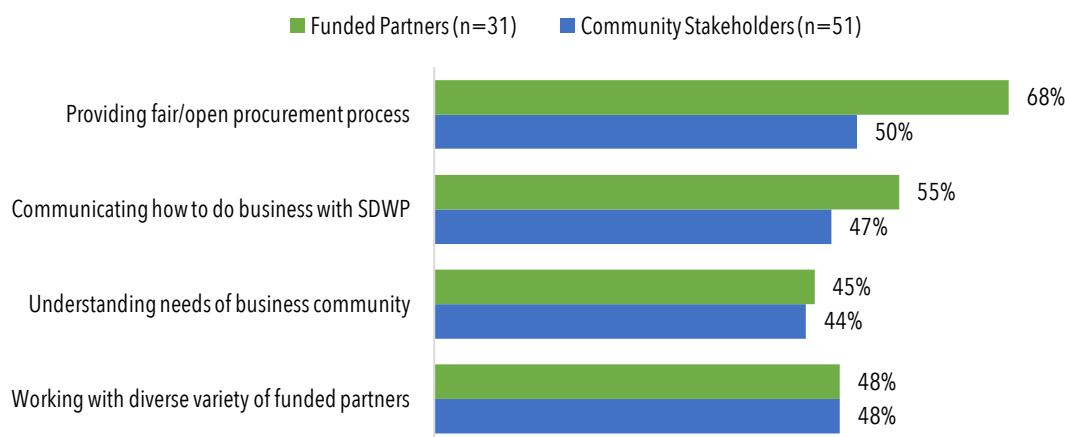 Funded Partners (n=31) Community Stakeholders (n=51)
Providing fair/open procurement process 68%
50%
Communicating how to do business with SDWP 55%
47%
Understanding needs of business community 45%
44%
Working with diverse variety of funded partners 48%
48%